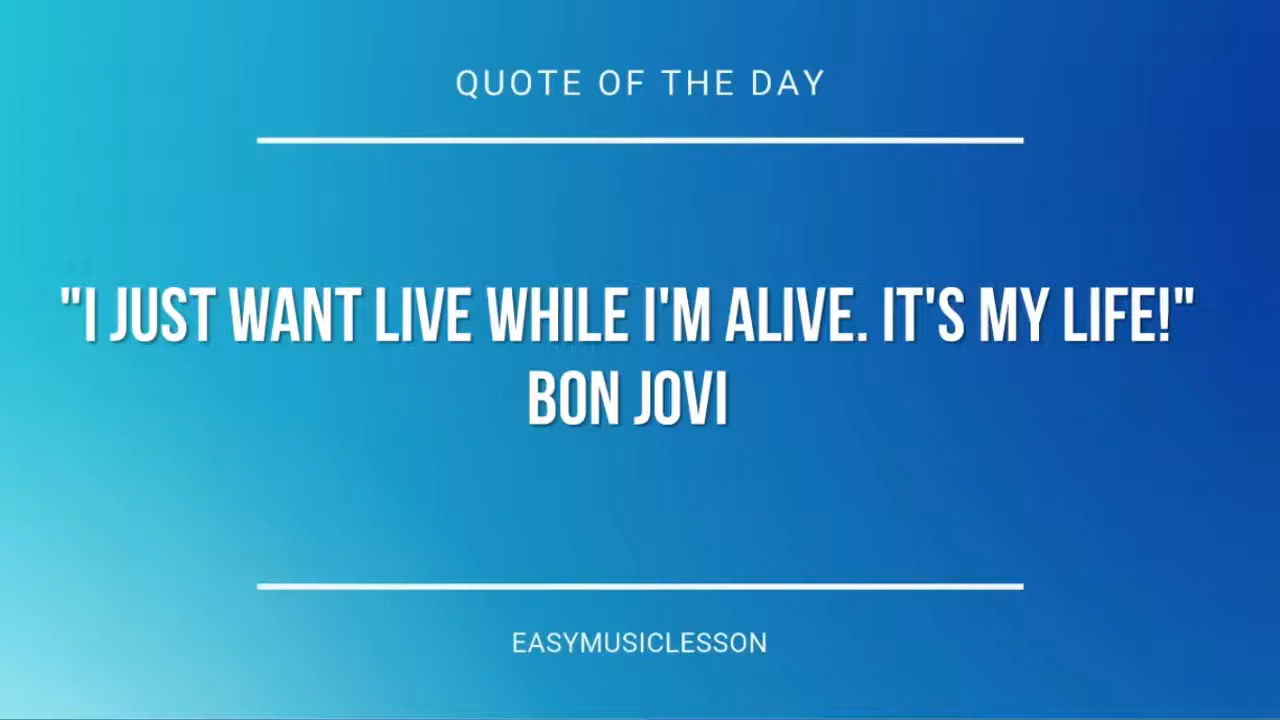 QUOTE OF THE DAY
"I JUST WANT LIVE WHILE I'M ALIVE. IT'S MY LIFE!"
BON JOVI
EASYMUSICLESSON